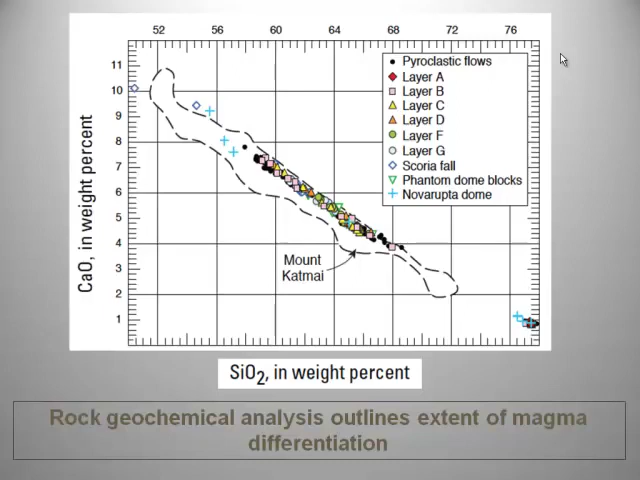 52 56 60 64 68 72 76
11
10
9
8
7
6
5
4
3
2
1
CaO, in weight percent
Pyroclastic flows
Layer A
Layer B
Layer C
Layer D
Layer F
Layer G
Scoria fall
Phantom dome blocks
Novarupta dome
Mount
Katmai
SiO2, in weight percent
Rock geochemical analysis outlines extent of magma
differentiation